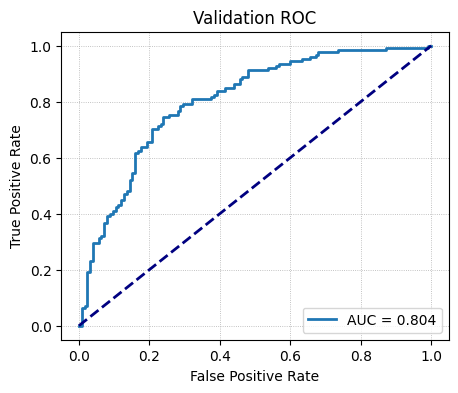 Validation ROC
True Positive Rate
1.0
0.8
0.6
0.4
0.2
0.0
AUC = 0.804
0.0 0.2 0.4 0.6 0.8 1.0
False Positive Rate